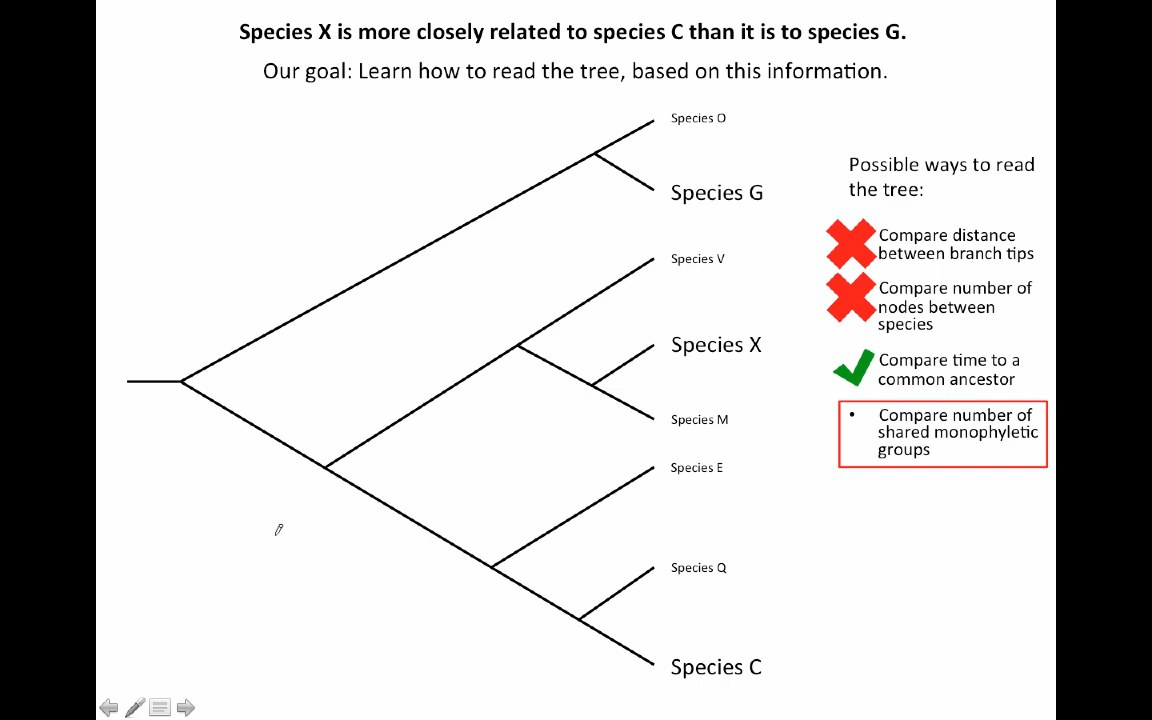 Species X is more closely related to species C than it is to species G.
Our goal: Learn how to read the tree, based on this information.
Species O
Species G
Species V
Species X
Species M
Species E
Species Q
Species C
Possible ways to read
the tree:
Compare distance
between branch tips
Compare number of
nodes between
species
Compare time to a
common ancestor
• Compare number of
shared monophyletic
groups